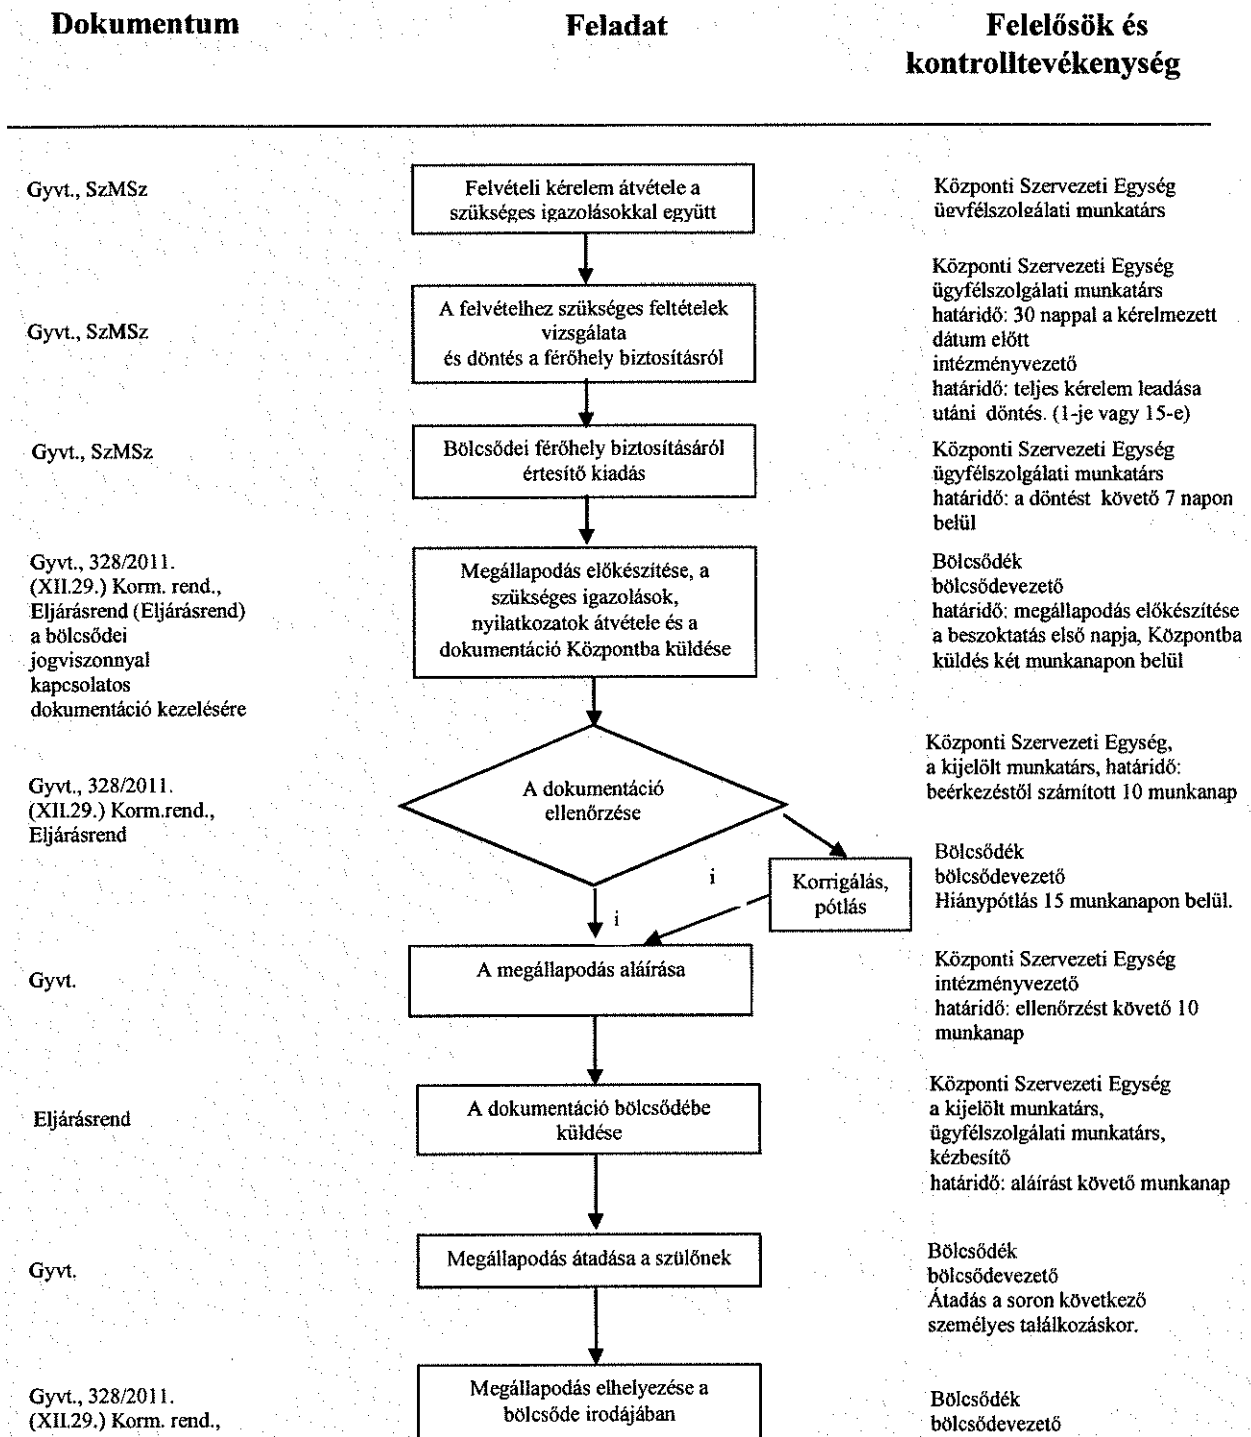 Dokumentum
Feladat
Felelősök és
kontrolltevékenység
Gyvt., SzMSz
Felvételi kérelem átvétele a
szükséges igazolásokkal együtt
Központi Szervezeti Egység
ügyfélszolgálati munkatárs
Gyvt., SzMSz
A felvételhez szükséges feltételek
vizsgálata
és döntés a férőhely biztosításról
Központi Szervezeti Egység
ügyfélszolgálati munkatárs
határidő: 30 nappal a kérelmezett
dátum előtt
intézményvezető
határidő: teljes kérelem leadása
utáni döntés. (1-je vagy 15-e)
Gyvt., SzMSz
Bölcsődei férőhely biztosításáról
értesítő kiadás
Központi Szervezeti Egység
ügyfélszolgálati munkatárs
határidő: a döntést követő 7 napon
belül
Gyvt., 328/2011.
(XII.29.) Korm. rend.,
Eljárásrend (Eljárásrend)
a bölcsődei
jogviszonnyal
kapcsolatos
dokumentáció kezelésére
Megállapodás előkészítése, a
szükséges igazolások,
nyilatkozatok átvétele és a
dokumentáció Központba küldése
Bölcsődék
bölcsődevezető
határidő: megállapodás előkészítése
a beszoktatás első napja, Központba
küldés két munkanapon belül
Gyvt., 328/2011.
(XII.29.) Korm.rend.,
Eljárásrend
A dokumentáció
ellenőrzése
Központi Szervezeti Egység,
a kijelölt munkatárs, határidő:
beérkezéstől számított 10 munkanap
i
Korrigálás,
pótlás
Bölcsődék
bölcsődevezető
Hiánypótlás 15 munkanapon belül.
i
Gyvt.
A megállapodás aláírása
Központi Szervezeti Egység
intézményvezető
határidő: ellenőrzést követő 10
munkanap
Eljárásrend
A dokumentáció bölcsődébe
küldése
Központi Szervezeti Egység
a kijelölt munkatárs,
ügyfélszolgálati munkatárs,
kézbesítő
határidő: aláírást követő munkanap
Gyvt.
Megállapodás átadása a szülőnek
Bölcsődék
bölcsődevezető
Átadás a soron következő
személyes találkozáskor.
Gyvt., 328/2011.
(XII.29.) Korm. rend.,
Megállapodás elhelyezése a
bölcsőde irodájában
Bölcsődék
bölcsődevezető